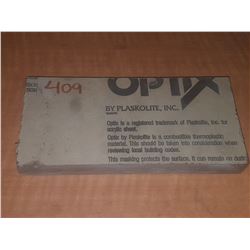 409
OPTIX
BY PLASKOLITE, INC.
Optix is a registered trademark of Plaskolite, Inc. for
acrylic sheet.
Optix by Plaskolite is a combustible thermoplastic
material. This should be taken into consideration when
reviewing local building codes.
This masking protects the surface. It can remain on during